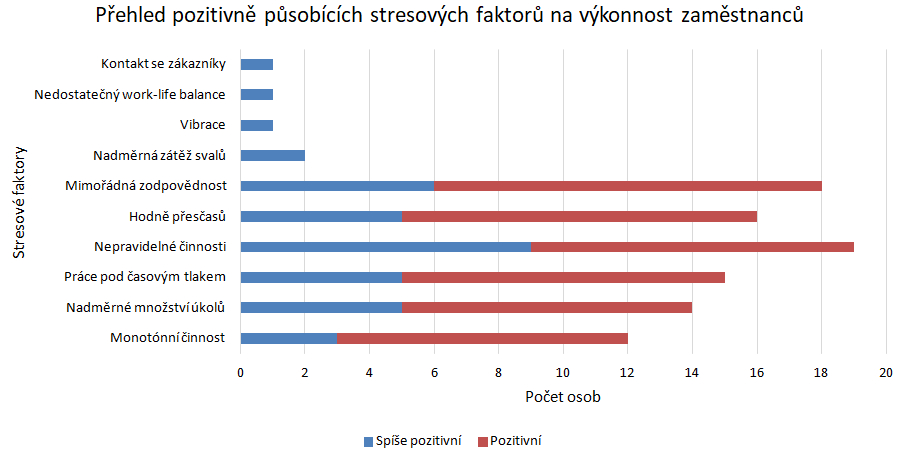 Přehled pozitivně působících stresových faktorů na výkonnost zaměstnanců
Stresové faktory
Kontakt se zákazníky
Nedostatečný work-life balance
Vibrace
Nadměrná zátěž svalů
Mimořádná zodpovědnost
Hodně přesčasů
Nepravidelné činnosti
Práce pod časovým tlakem
Nadměrné množství úkolů
Monotónní činnost
0 2 4 6 8 10 12 14 16 18 20
Počet osob
Spíše pozitivní Pozitivní